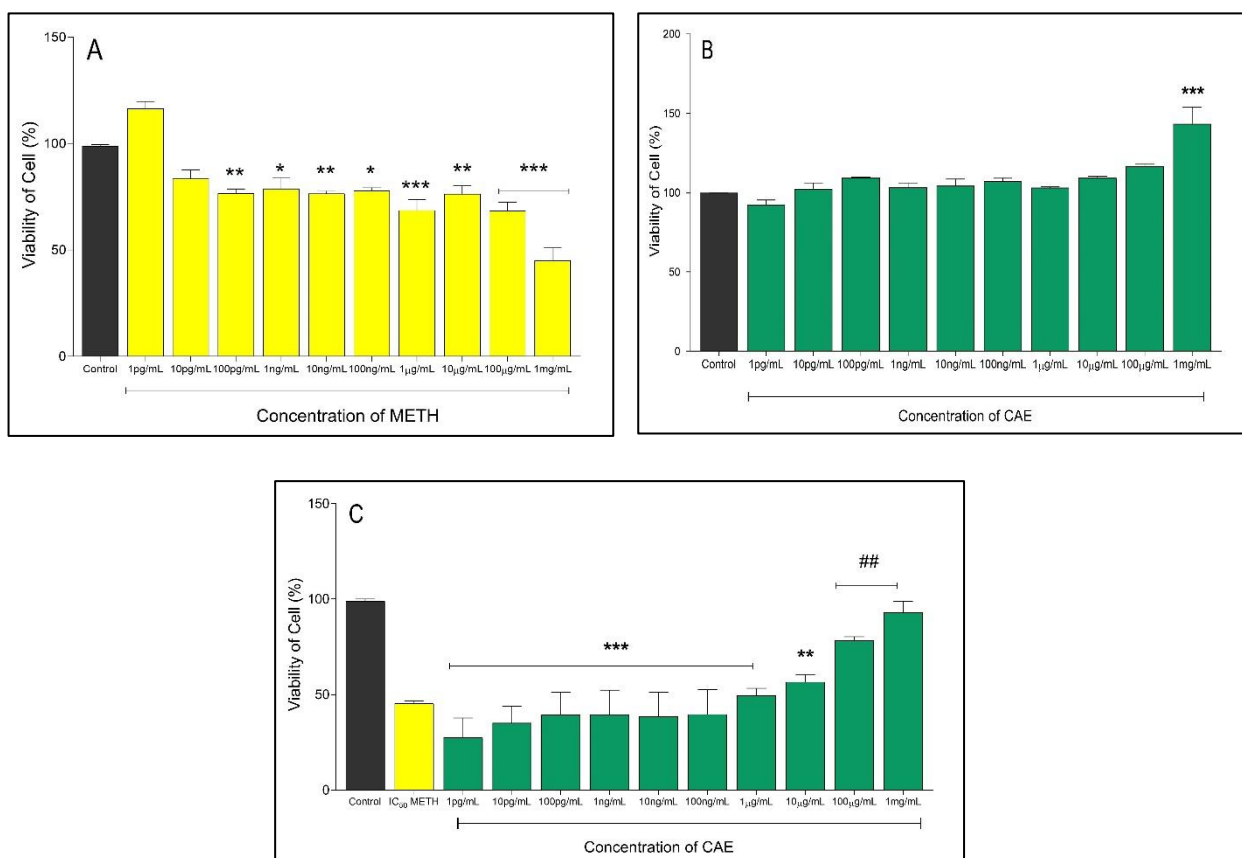 A
Viability of Cell (%)
150
100
50
0
** * ** * *** ** ***
Control 1pg/mL 10pg/mL 100pg/mL 1ng/mL 10ng/mL 100ng/mL 1μg/mL 10μg/mL 100μg/mL 1mg/mL
Concentration of METH
B
Viability of Cell (%)
200
150
100
50
0
***
Control 1pg/mL 10pg/mL 100pg/mL 1ng/mL 10ng/mL 100ng/mL 1μg/mL 10μg/mL 100μg/mL 1mg/mL
Concentration of CAE
C
Viability of Cell (%)
150
100
50
0
*** ** ##
Control IC50 METH 1pg/mL 10pg/mL 100pg/mL 1ng/mL 10ng/mL 100ng/mL 1μg/mL 10μg/mL 100μg/mL 1mg/mL
Concentration of CAE